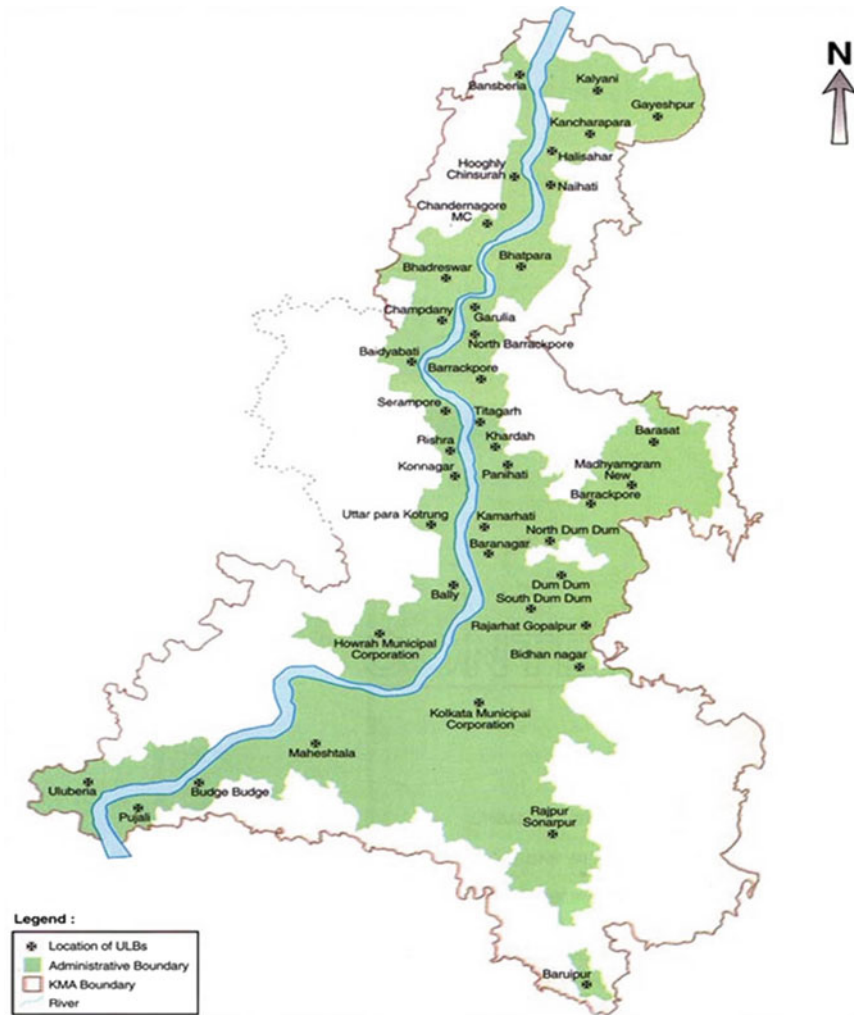 N
Bansberia
Kalyani
Gayeshpur
Kancharapara
Halisahar
Hooghly
Chinsurah
Naihati
Chandernagore
MC
Bhatpara
Bhadreswar
Champdany
Garulia
North Barrackpore
Baidyabati
Barrackpore
Serampore
Titagarh
Rishra
Khardah
Barasat
Konnagar
Panihati
Madhyamgram
New
Barrackpore
Uttar para Kotrung
Kamarhati
North Dum Dum
Baranagar
Bally
Dum Dum
South Dum Dum
Rajarhat Gopalpur
Howrah Municipal
Corporation
Bidhan nagar
Kolkata Municipal
Corporation
Maheshtala
Uluberia
Budge Budge
Pujali
Rajpur
Sonarpur
Baruipur
Legend :
Location of ULBs
Administrative Boundary
KMA Boundary
River